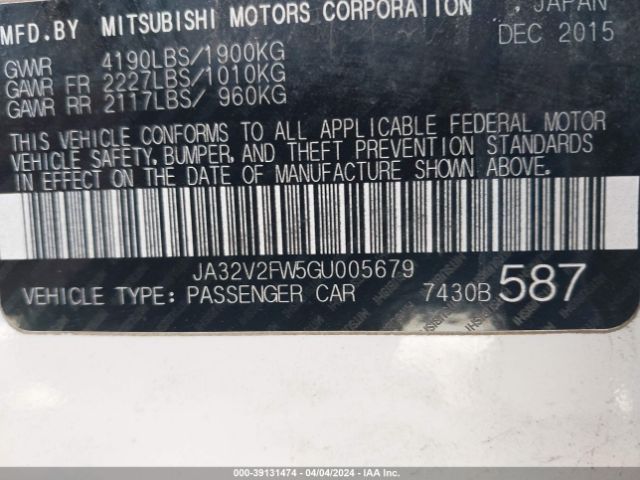 MFD.BY MITSUBISHI MOTORS CORPORATION , JAPAN
DEC 2015
GVWR 4190LBS/1900KG
GAWR FR 2227LBS/1010KG
GAWR RR 2117LBS/ 960KG
THIS VEHICLE CONFORMS TO ALL APPLICABLE FEDERAL MOTOR
VEHICLE SAFETY, BUMPER, AND THEFT PREVENTION STANDARDS
IN EFFECT ON THE DATE OF MANUFACTURE SHOWN ABOVE.
JA32V2FW5GU005679
VEHICLE TYPE: PASSENGER CAR 7430B 587
000-39131474 | 04/04/2024 - IAA Auctions